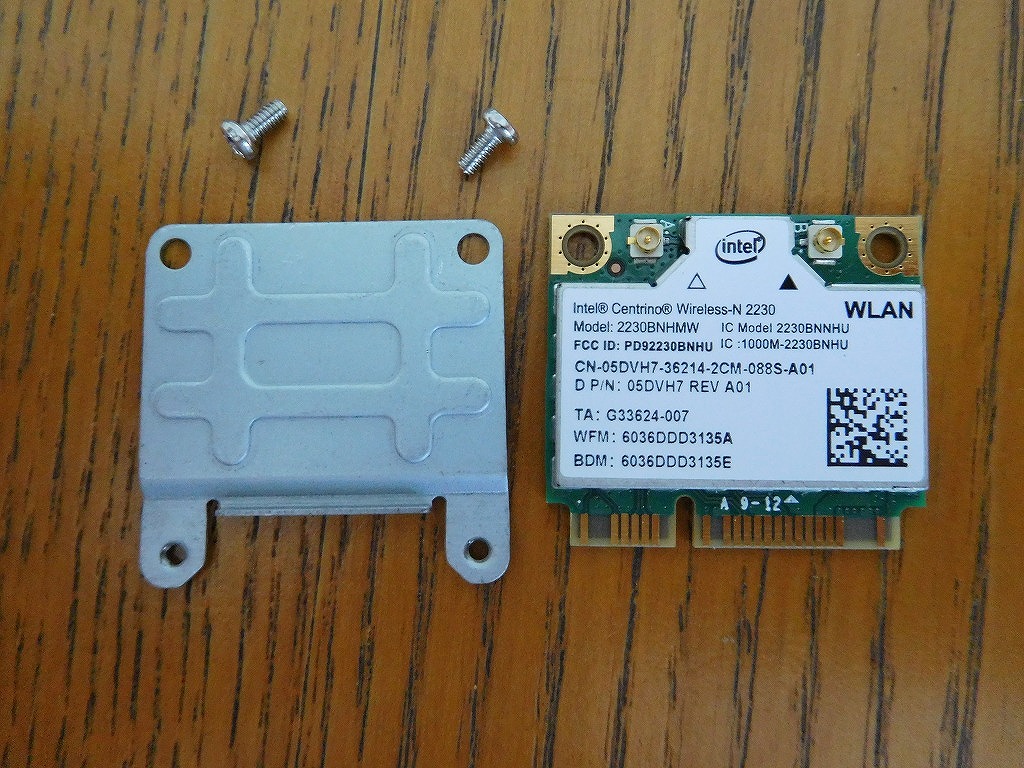 A
B
intel
Intel® Centrino® Wireless-N 2230
WLAN
Model: 2230BNHMW IC Model 2230BNNHU
FCC ID: PD92230BNHU IC :1000M-2230BNHU
CN-05DVH7-36214-2CM-088S-A01
D P/N: 05DVH7 REV A01
TA: G33624-007
WFM: 6036DDD3135A
BDM: 6036DDD3135E
A 9-12